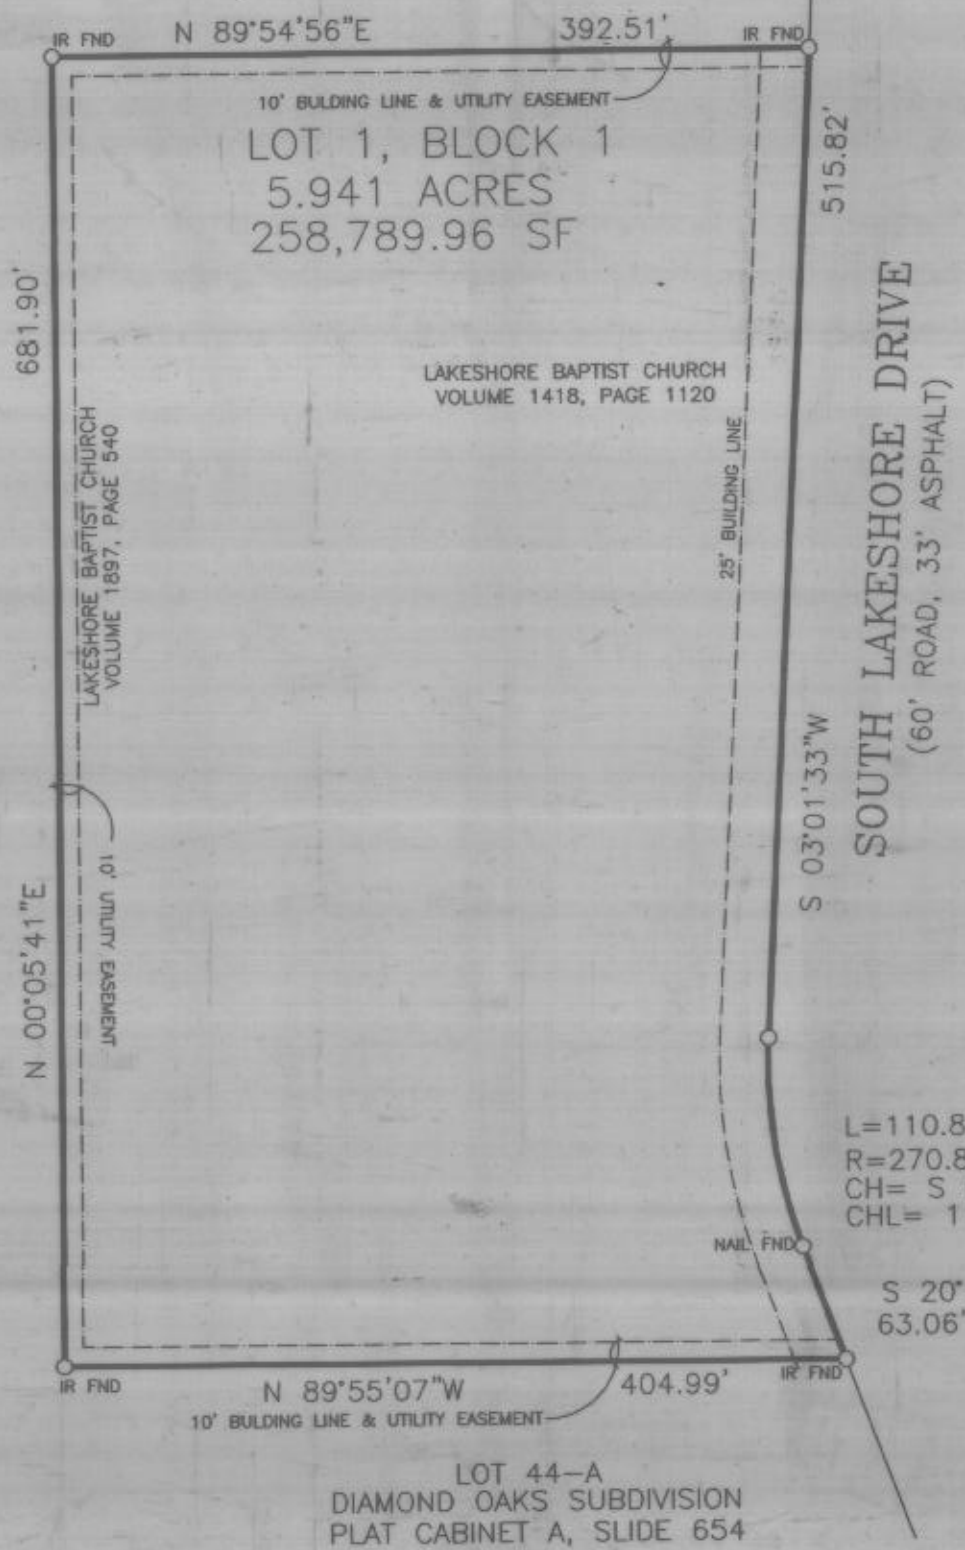 IR FND
N 89°54'56"E
392.51'
IR FND
10' BULDING LINE & UTILITY EASEMENT
LOT 1, BLOCK 1
5.941 ACRES
258,789.96 SF
515.82'
681.90'
SOUTH LAKESHORE DRIVE
(60' ROAD, 33' ASPHALT)
LAKESHORE BAPTIST CHURCH
VOLUME 1418, PAGE 1120
LAKESHORE BAPTIST CHURCH
VOLUME 1897, PAGE 540
25' BUILDING LINE
S 03°01'33"W
10' UTILITY EASEMENT
N 00°05'41"E
L=110.8
R=270.8
CH= S
CHL= 1
NAIL FND
S 20°
63.06'
IR FND
N 89°55'07"W
404.99'
IR FND
10' BULDING LINE & UTILITY EASEMENT
LOT 44-A
DIAMOND OAKS SUBDIVISION
PLAT CABINET A, SLIDE 654